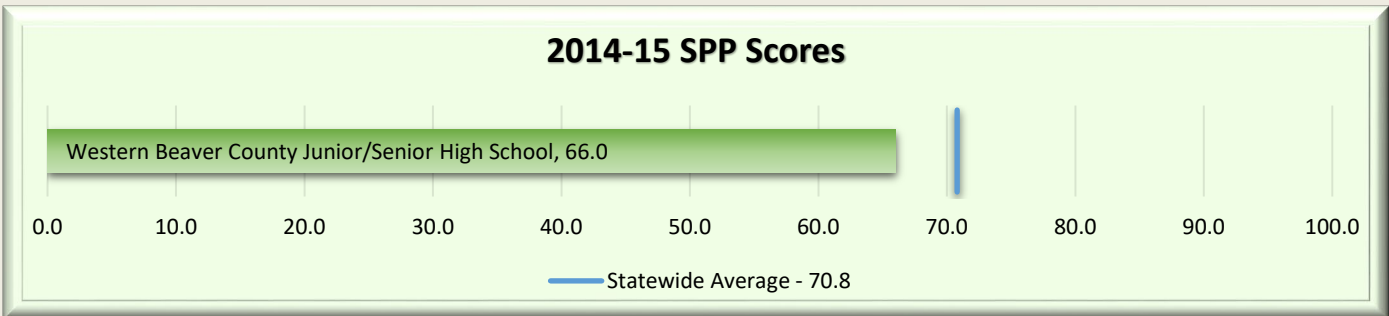 2014-15 SPP Scores
Western Beaver County Junior/Senior High School, 66.0
0.0 10.0 20.0 30.0 40.0 50.0 60.0 70.0 80.0 90.0 100.0
Statewide Average - 70.8